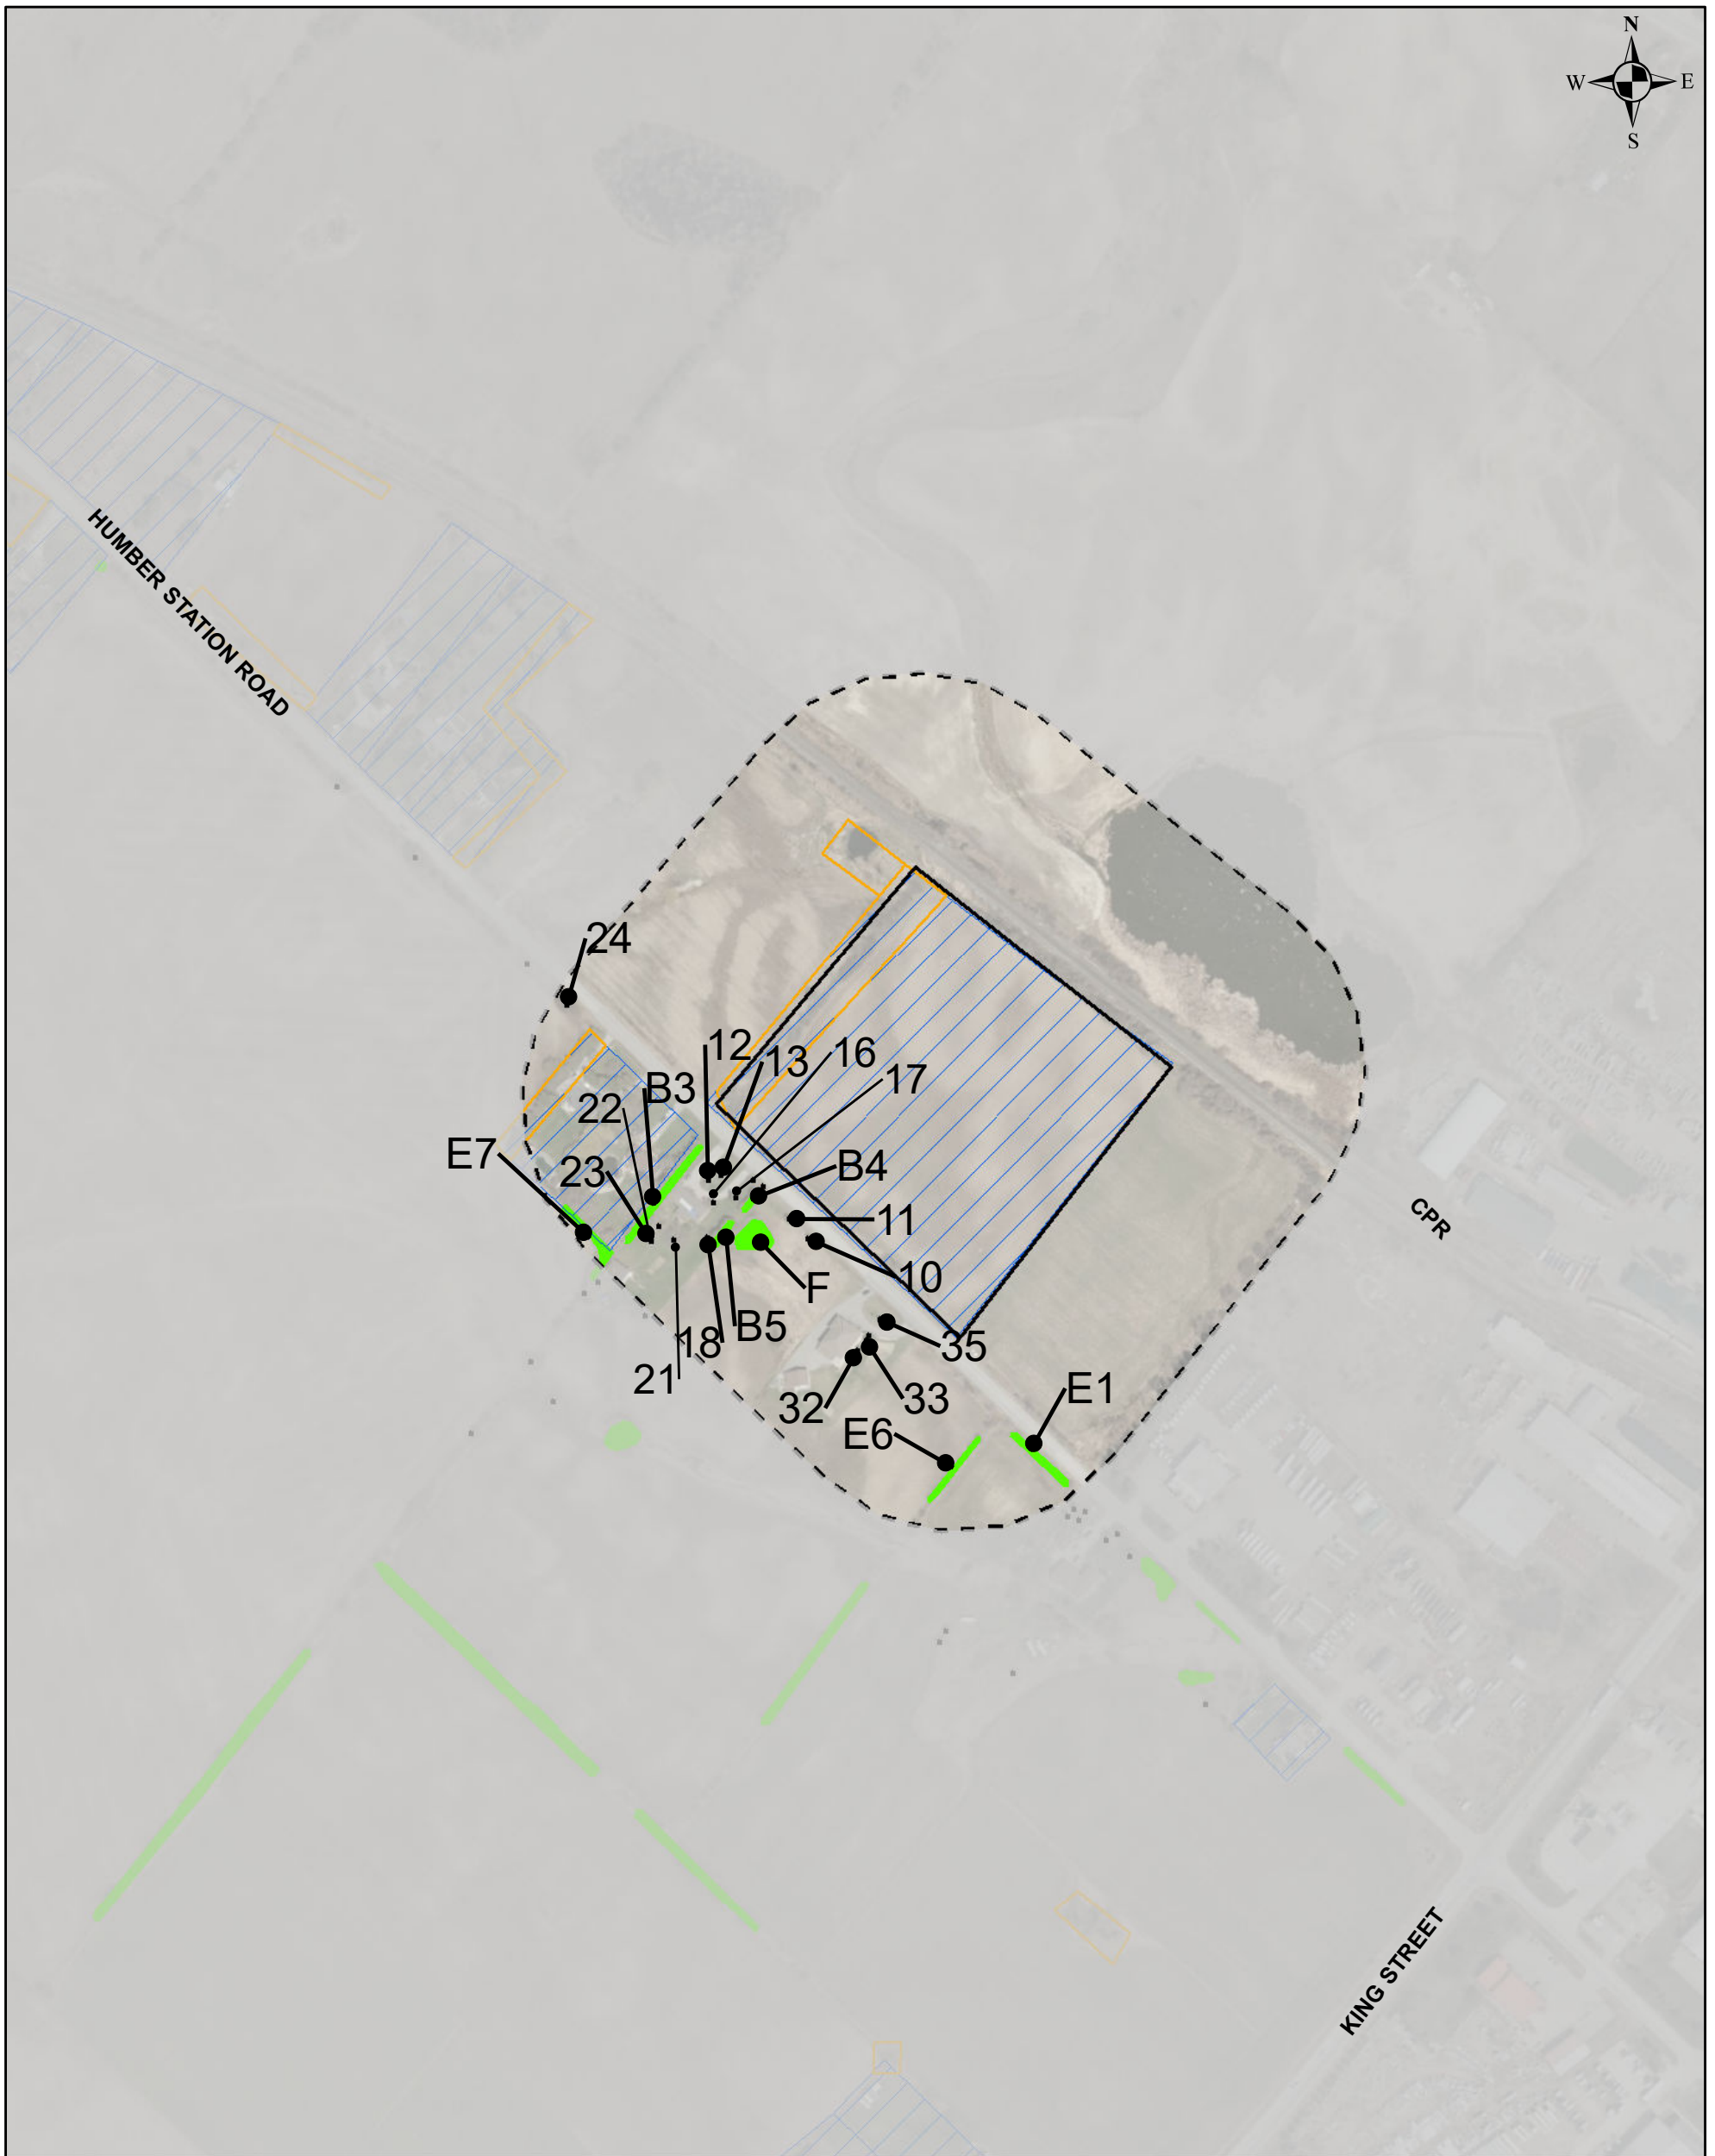 N
W E
S
HUMBER STATION ROAD
24
12
13
16
17
B3
22
E7
23
B4
11
10
F
B5
18
21
35
33
32
E1
E6
CPR
KING STREET